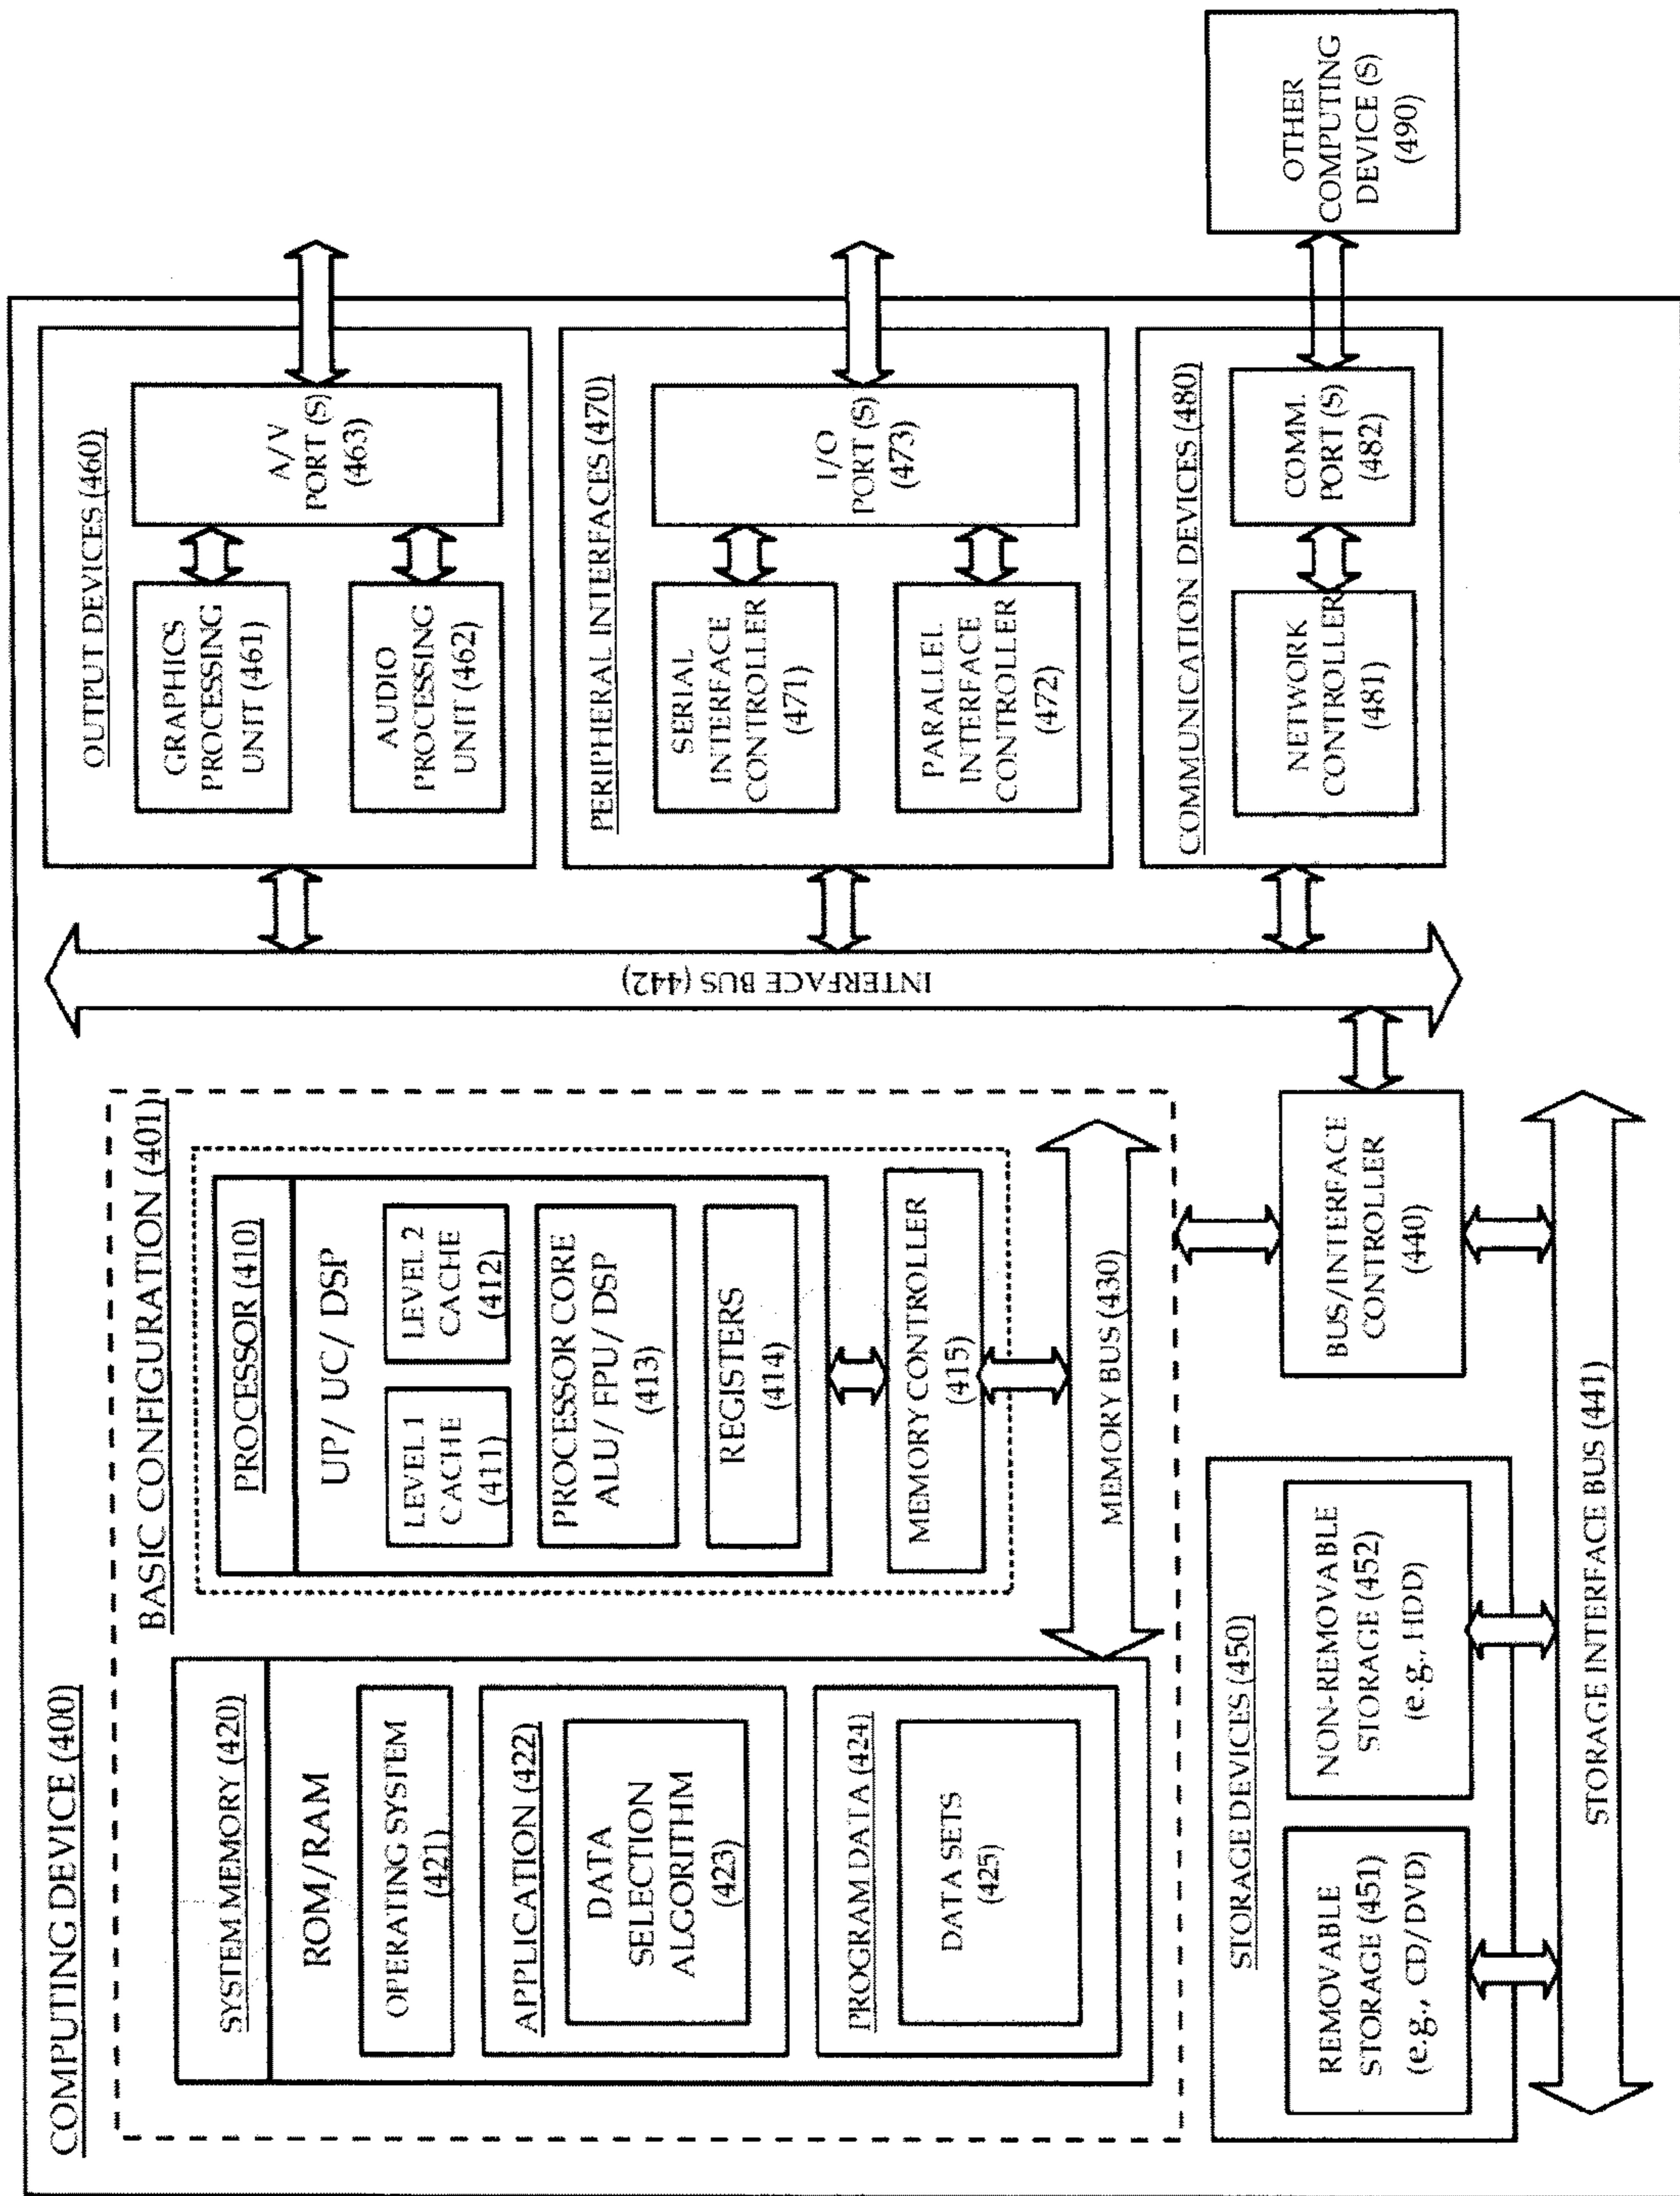 COMPUTING DEVICE (400)
BASIC CONFIGURATION (401)
SYSTEM MEMORY (420)
ROM/RAM
OPERATING SYSTEM
(421)
APPLICATION (422)
DATA
SELECTION
ALGORITHM
(423)
PROGRAM DATA (424)
DATA SETS
(425)
PROCESSOR (410)
UP/ UC/ DSP
LEVEL 1
CACHE
(411)
LEVEL 2
CACHE
(412)
PROCESSOR CORE
ALU/ FPU/ DSP
(413)
REGISTERS
(414)
MEMORY CONTROLLER
(415)
MEMORY BUS (430)
BUS/INTERFACE
CONTROLLER
(440)
STORAGE DEVICES (450)
REMOVABLE
STORAGE (451)
(e.g., CD/DVD)
NON-REMOVABLE
STORAGE (452)
(e.g., HDD)
STORAGE INTERFACE BUS (441)
INTERFACE BUS (442)
OUTPUT DEVICES (460)
GRAPHICS
PROCESSING
UNIT (461)
AUDIO
PROCESSING
UNIT (462)
A/V
PORT (S)
(463)
PERIPHERAL INTERFACES (470)
SERIAL
INTERFACE
CONTROLLER
(471)
PARALLEL
INTERFACE
CONTROLLER
(472)
I/O
PORT (S)
(473)
COMMUNICATION DEVICES (480)
NETWORK
CONTROLLER
(481)
COMM.
PORT (S)
(482)
OTHER
COMPUTING
DEVICE (S)
(490)